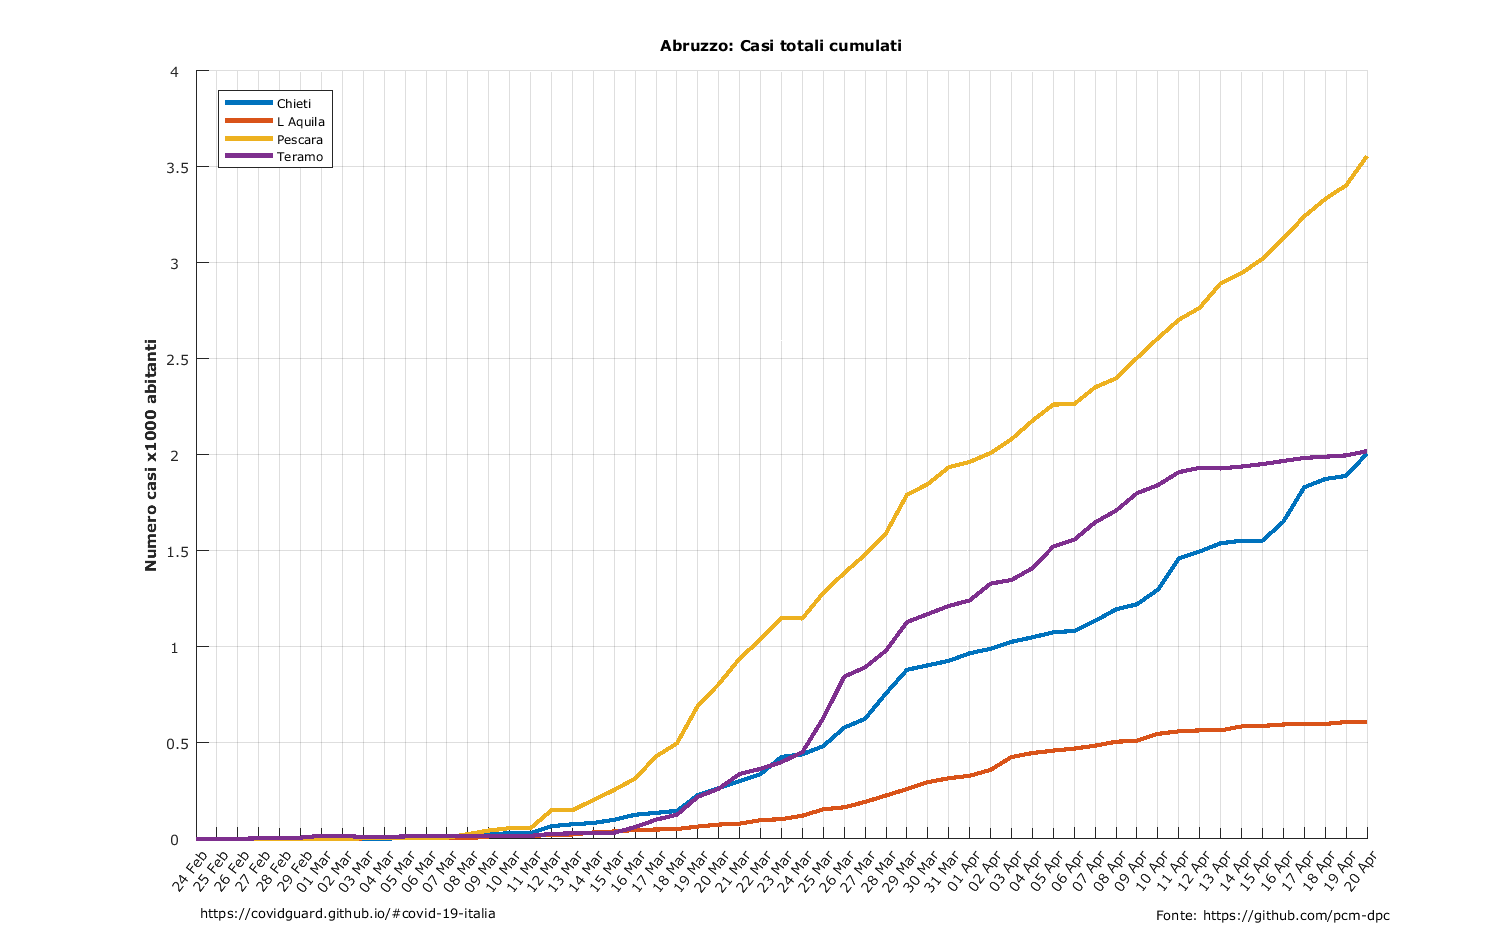 Abruzzo: Casi totali cumulati
4
3.5
3
2.5
2
1.5
1
0.5
0
Numero casi x1000 abitanti
Chieti
L Aquila
Pescara
Teramo
24 Feb
25 Feb
26 Feb
27 Feb
28 Feb
29 Feb
01 Mar
02 Mar
03 Mar
04 Mar
05 Mar
06 Mar
07 Mar
08 Mar
09 Mar
10 Mar
11 Mar
12 Mar
13 Mar
14 Mar
15 Mar
16 Mar
17 Mar
18 Mar
19 Mar
20 Mar
21 Mar
22 Mar
23 Mar
24 Mar
25 Mar
26 Mar
27 Mar
28 Mar
29 Mar
30 Mar
31 Mar
01 Apr
02 Apr
03 Apr
04 Apr
05 Apr
06 Apr
07 Apr
08 Apr
09 Apr
10 Apr
11 Apr
12 Apr
13 Apr
14 Apr
15 Apr
16 Apr
17 Apr
18 Apr
19 Apr
20 Apr
https://covidguard.github.io/#covid-19-italia
Fonte: https://github.com/pcm-dpc